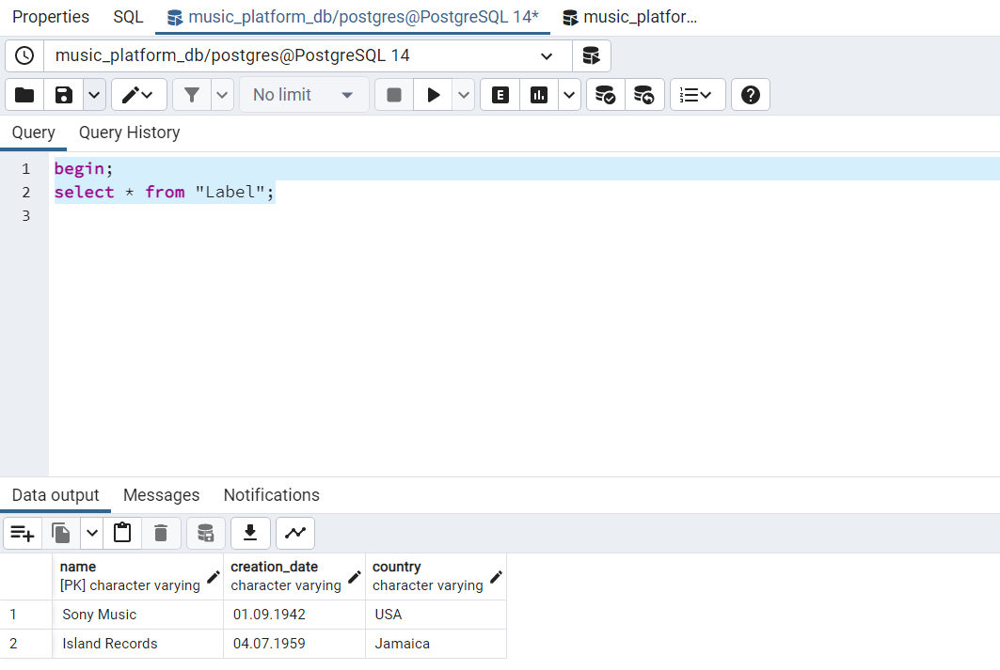 Properties SQL music_platform_db/postgres@PostgreSQL 14* music_platfor...
music_platform_db/postgres@PostgreSQL 14
No limit E
Query Query History
1 begin;
2 select * from "Label";
3
Data output Messages Notifications
name creation_date country
[PK] character varying character varying character varying
1 Sony Music 01.09.1942 USA
2 Island Records 04.07.1959 Jamaica